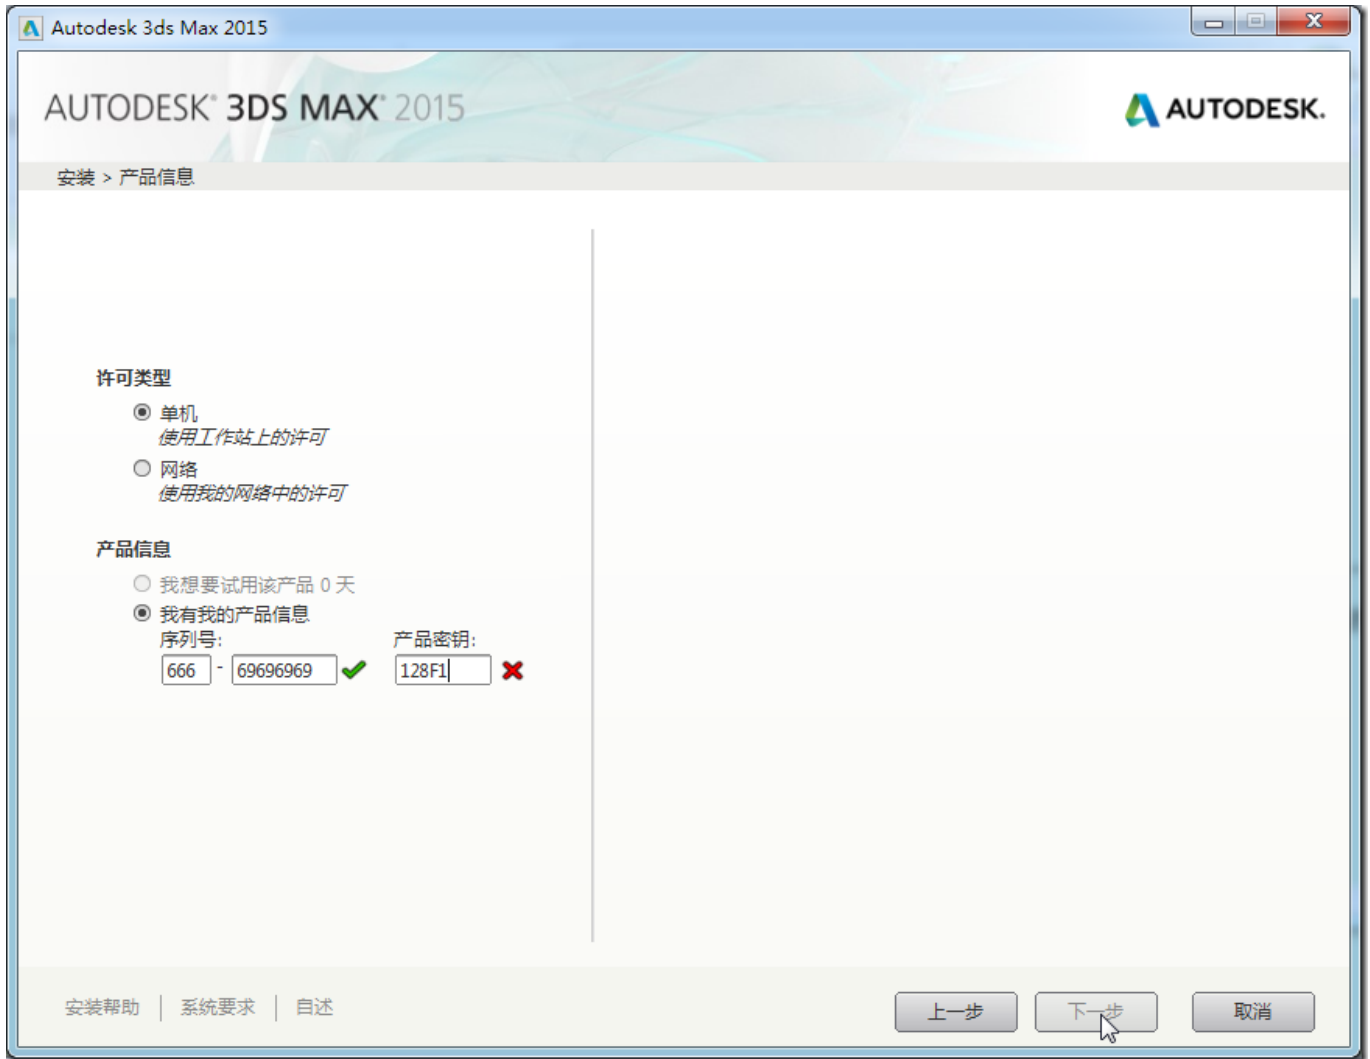 Autodesk 3ds Max 2015
AUTODESK® 3DS MAX® 2015
AUTODESK.
安装 > 产品信息
许可类型
单机
使用工作站上的许可
网络
使用我的网络中的许可
产品信息
我想要试用该产品 0 天
我有我的产品信息
序列号: 产品密钥:
666 - 69696969 128F1
安装帮助 系统要求 自述 上一步 下一步 取消